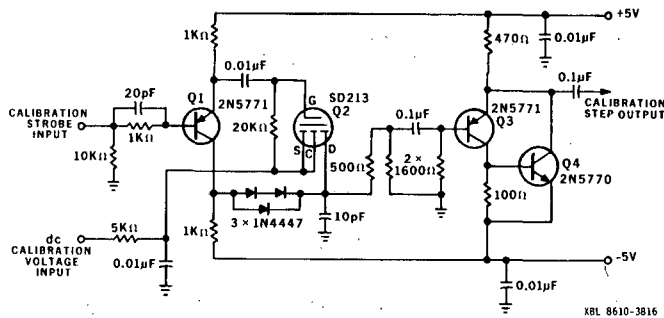 +5V
1KΩ
470Ω
0.01µF
0.01µF
0.1µF
20pF
Q1
2N5771
G
SD213
Q2
CALIBRATION
STROBE
INPUT
1KΩ
10KΩ
20KΩ
S
C
D
0.1µF
2N5771
Q3
CALIBRATION
STEP OUTPUT
500Ω
2×
1600Ω
Q4
2N5770
100Ω
3×1N4447
10pF
5KΩ
1KΩ
dc
CALIBRATION
VOLTAGE
INPUT
0.01µF
-5V
0.01µF
XBL 8610-3816